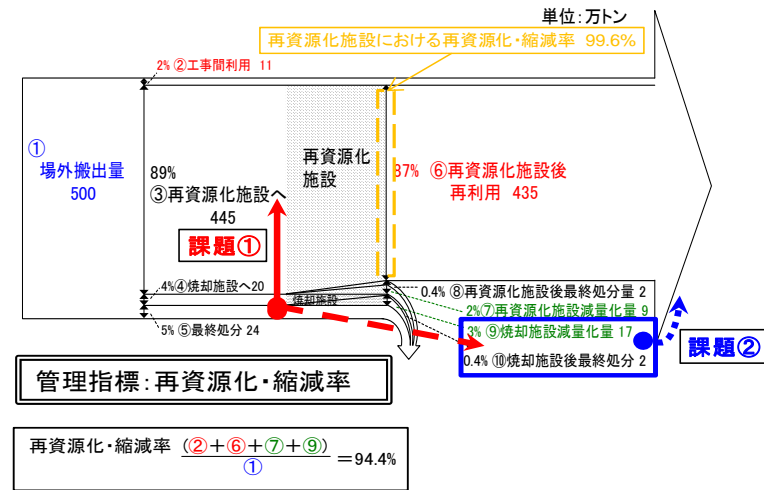 単位:万トン
再資源化施設における再資源化・縮減率 99.6%
2% ②工事間利用 11
①
場外搬出量
500
89%
③再資源化施設へ
445
再資源化
施設
87% ⑥再資源化施設後
再利用 435
課題①
4%④焼却施設へ20
焼却施設
5% ⑤最終処分 24
0.4% ⑧再資源化施設後最終処分量 2
2%⑦再資源化施設減量化量 9
3% ⑨焼却施設減量化量 17
0.4% ⑩焼却施設後最終処分 2
課題②
管理指標:再資源化・縮減率
再資源化・縮減率 (②+⑥+⑦+⑨)
①
=94.4%